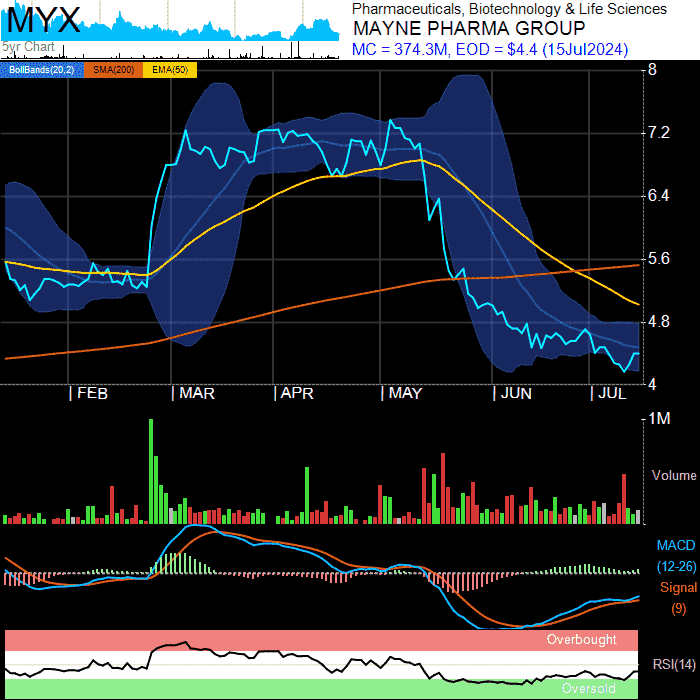 MYX
5yr Chart
Pharmaceuticals, Biotechnology & Life Sciences
MAYNE PHARMA GROUP
MC = 374.3M, EOD = $4.4 (15Jul2024)
BollBands(20,2) SMA(200) EMA(50)
8
7.2
6.4
5.6
4.8
4
| FEB | MAR | APR | MAY | JUN | JUL
1M
Volume
MACD
(12-26)
Signal
(9)
Overbought
RSI(14)
Oversold